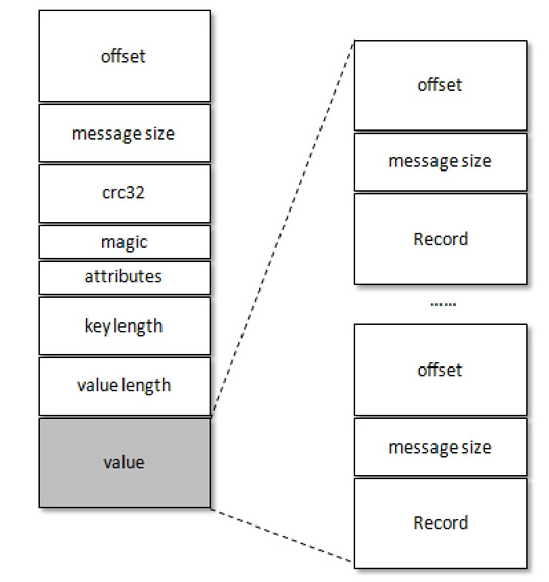 offset
message size
crc32
magic
attributes
key length
value length
value
offset
message size
Record
......
offset
message size
Record